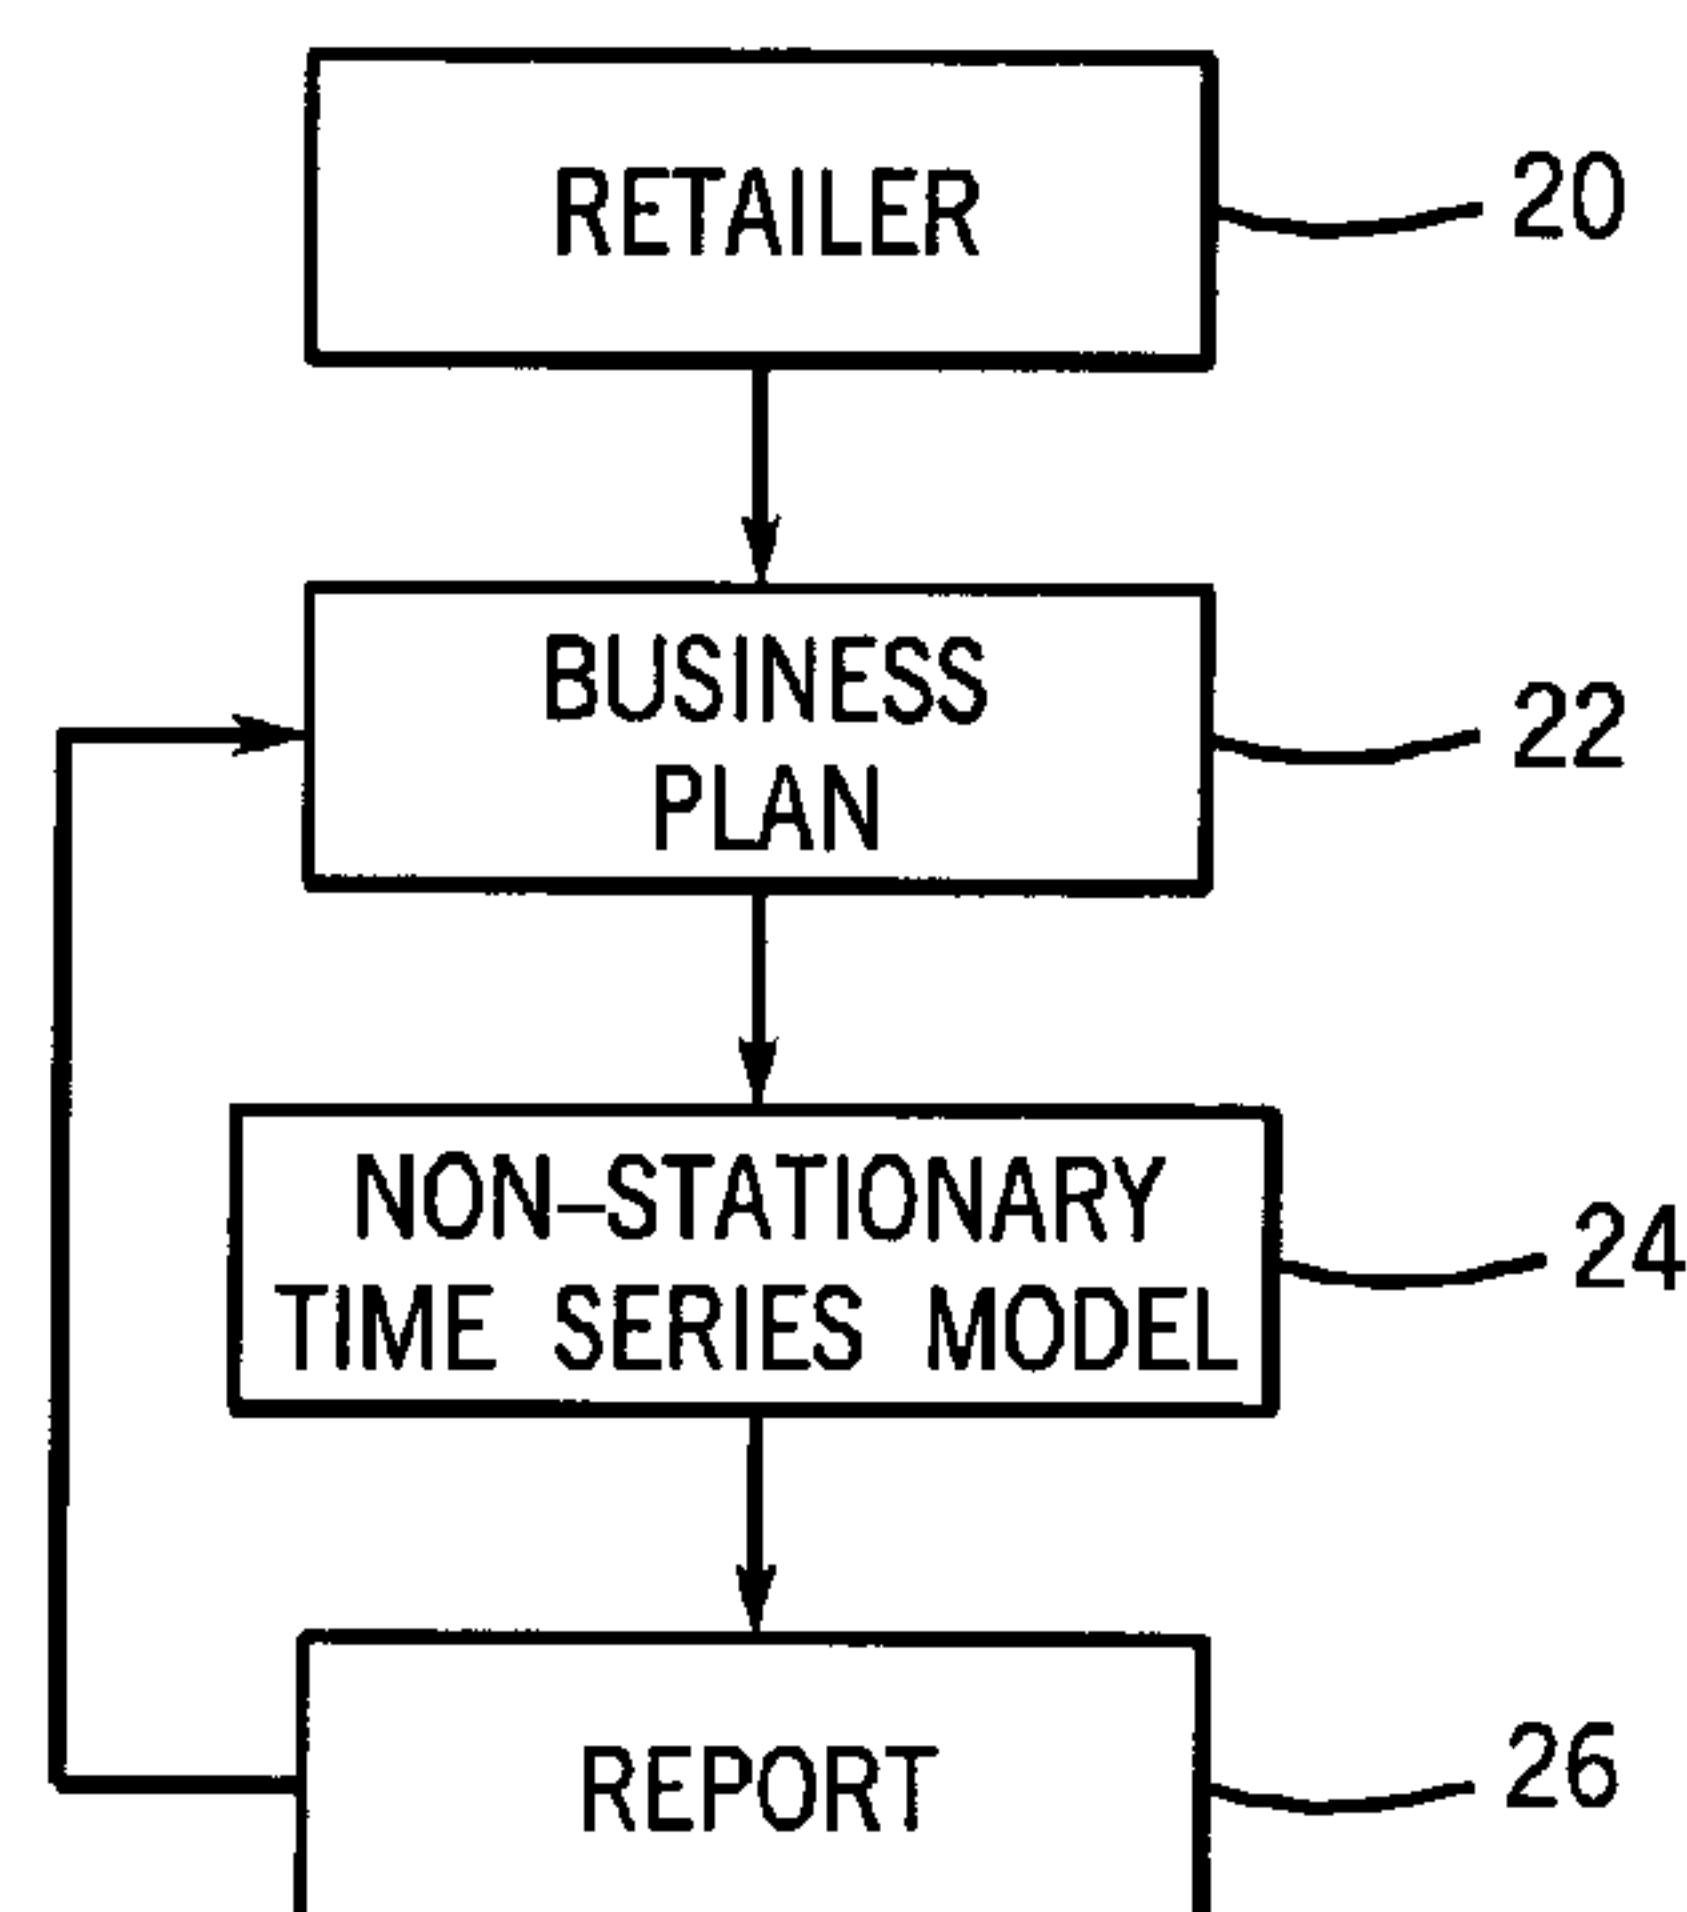 RETAILER
20
BUSINESS
PLAN
22
NON-STATIONARY
TIME SERIES MODEL
24
REPORT
26